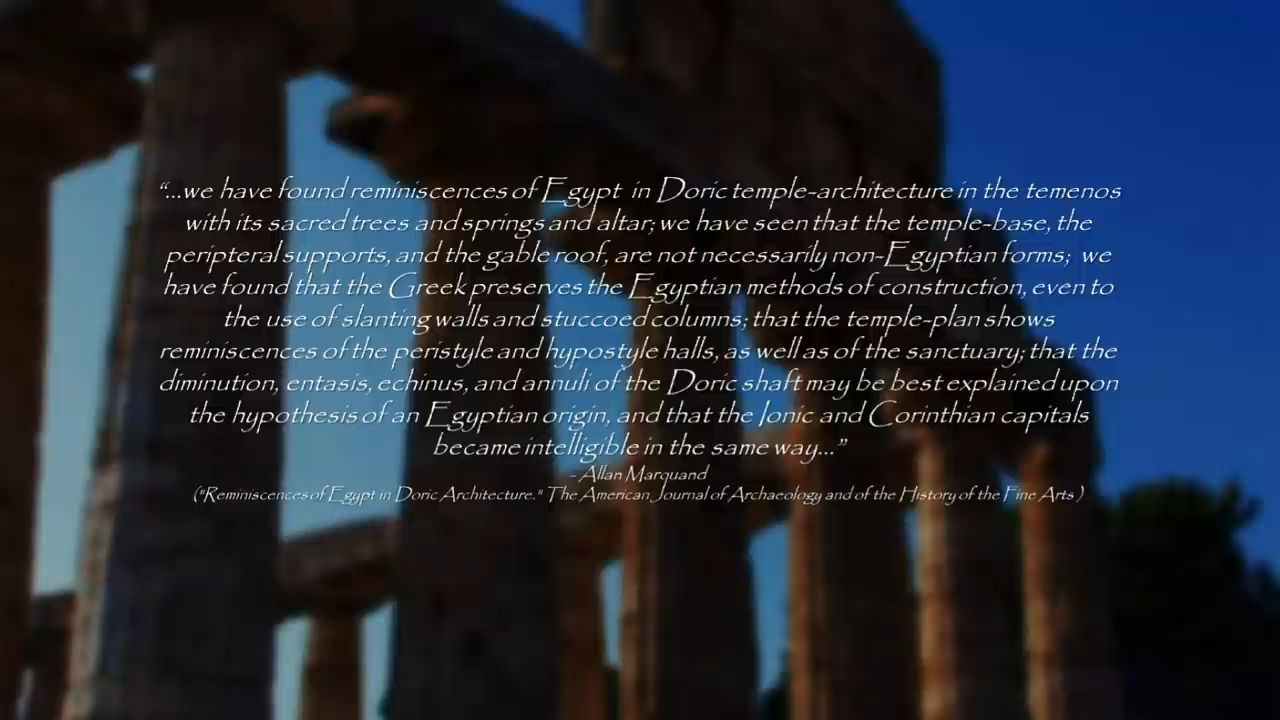 “...we have found reminiscences of Egypt in Doric temple-architecture in the temenos
with its sacred trees and springs and altar; we have seen that the temple-base, the
peripteral supports, and the gable roof, are not necessarily non-Egyptian forms; we
have found that the Greek preserves the Egyptian methods of construction, even to
the use of slanting walls and stuccoed columns; that the temple-plan shows
reminiscences of the peristyle and hypostyle halls, as well as of the sanctuary; that the
diminution, entasis, echinus, and annuli of the Doric shaft may be best explained upon
the hypothesis of an Egyptian origin, and that the Ionic and Corinthian capitals
became intelligible in the same way...”
- Allan Marquand
("Reminiscences of Egypt in Doric Architecture." The American Journal of Archaeology and of the History of the Fine Arts )